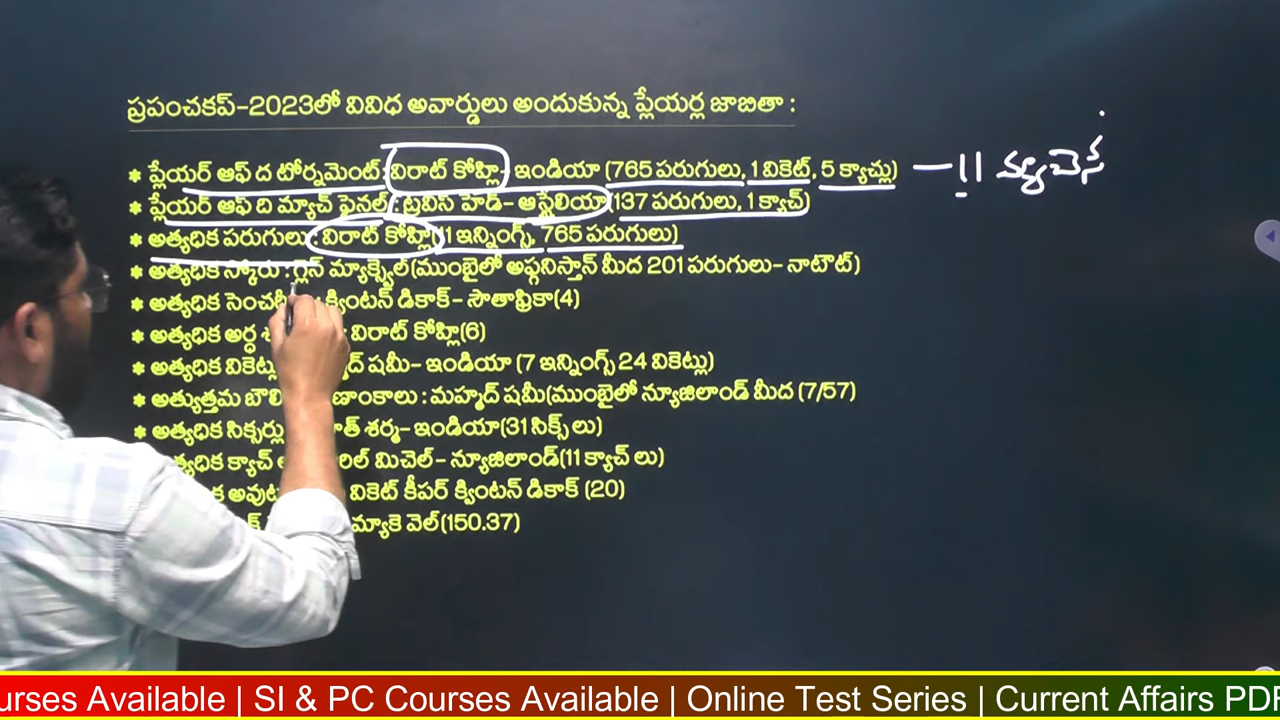 ప్రపంచకప్-2023లో వివిధ అవార్డులు అందుకున్న ప్లేయర్ల జాబితా :
* ప్లేయర్ ఆఫ్ ద టోర్నమెంట్: విరాట్ కోహ్లి- ఇండియా (765 పరుగులు, 1 వికెట్, 5 క్యాచ్లు) – 11 మ్యాచెస్
* ప్లేయర్ ఆఫ్ ది మ్యాచ్ ఫైనల్ : ట్రవిస్ హెడ్- ఆస్ట్రేలియా(137 పరుగులు, 1 క్యాచ్)
* అత్యధిక పరుగులు : విరాట్ కోహ్లి(11 ఇన్నింగ్స్, 765 పరుగులు)
* అత్యధిక స్కోరు : గ్లెన్ మ్యాక్స్వెల్(ముంబైలో అఫ్గనిస్తాన్ మీద 201 పరుగులు- నాటౌట్)
* అత్యధిక క్వింటన్ డికాక్- సౌతాఫ్రికా(4)
* అత్యధిక అర్ధ : విరాట్ కోహ్లి(6)
* అత్యధిక షమీ- ఇండియా (7 ఇన్నింగ్స్ 24 వికెట్లు)
* అత్యుత్తమ : మహ్మద్ షమీ(ముంబైలో న్యూజిలాండ్ మీద (7/57)
* అత్యధిక సిక్సర్లు శర్మ- ఇండియా(31 సిక్స్ లు)
క్యాచ్ మిచెల్- న్యూజిలాండ్(11 క్యాచ్ లు)
వికెట్ కీపర్ క్వింటన్ డికాక్ (20)
మ్యాకె వెల్(150.37)
Courses Available | SI & PC Courses Available | Online Test Series | Current Affairs PDF